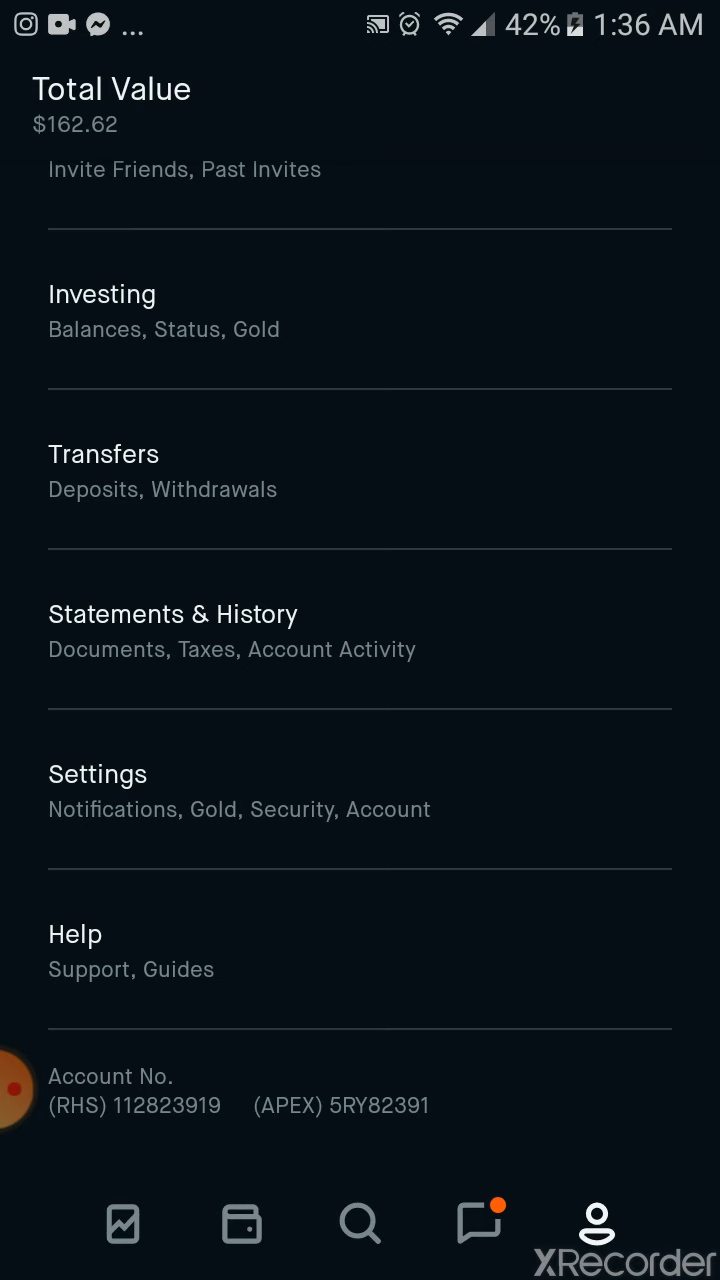 ... 42% 1:36 AM
Total Value
$162.62
Invite Friends, Past Invites
Investing
Balances, Status, Gold
Transfers
Deposits, Withdrawals
Statements & History
Documents, Taxes, Account Activity
Settings
Notifications, Gold, Security, Account
Help
Support, Guides
Account No.
(RHS) 112823919 (APEX) 5RY82391
XRecorder